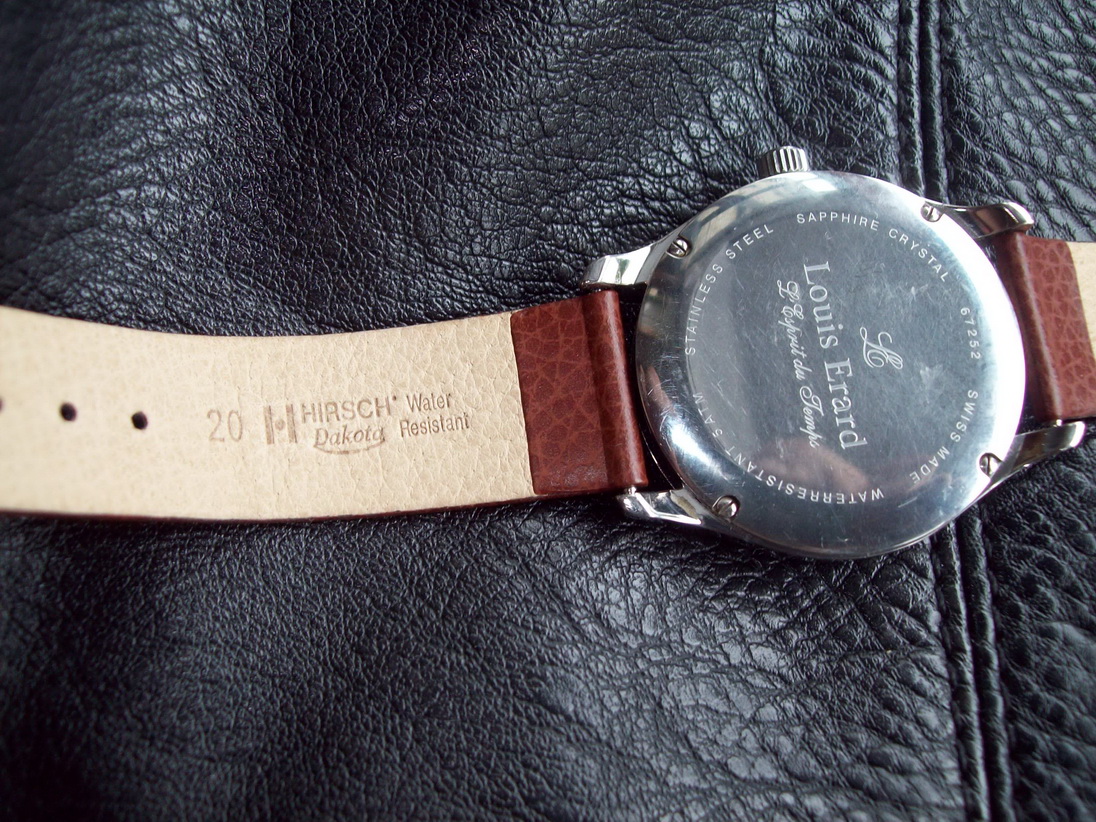 20 H HIRSCH® Water
Dakota Resistant
STAINLESS STEEL SAPPHIRE CRYSTAL 67252 SWISS MADE WATERRESISTANT 5 ATM
LE
Louis Erard
L'Esprit du Temps